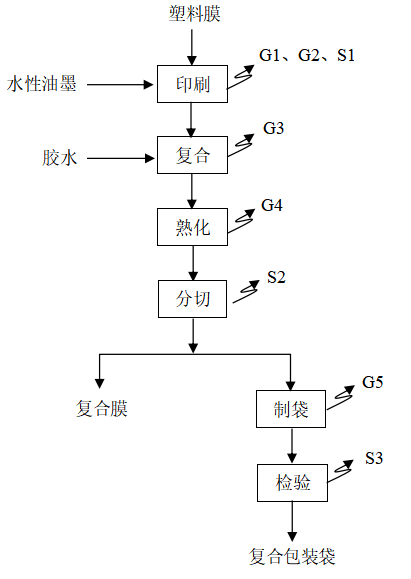 塑料膜
G1、G2、S1
水性油墨
印刷
G3
胶水
复合
G4
熟化
S2
分切
G5
复合膜
制袋
S3
检验
复合包装袋